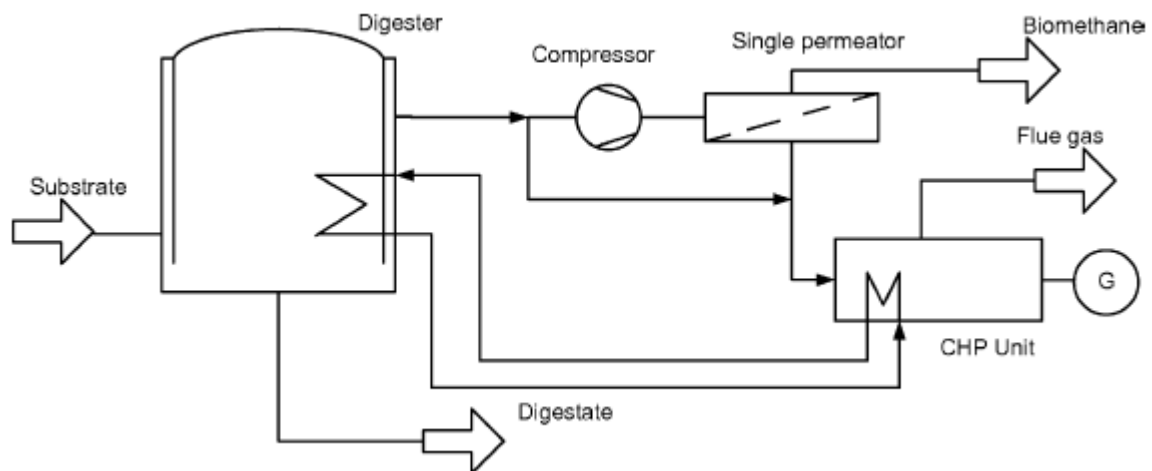 Digester
Single permeator
Biomethane
Compressor
Flue gas
Substrate
G
CHP Unit
Digestate